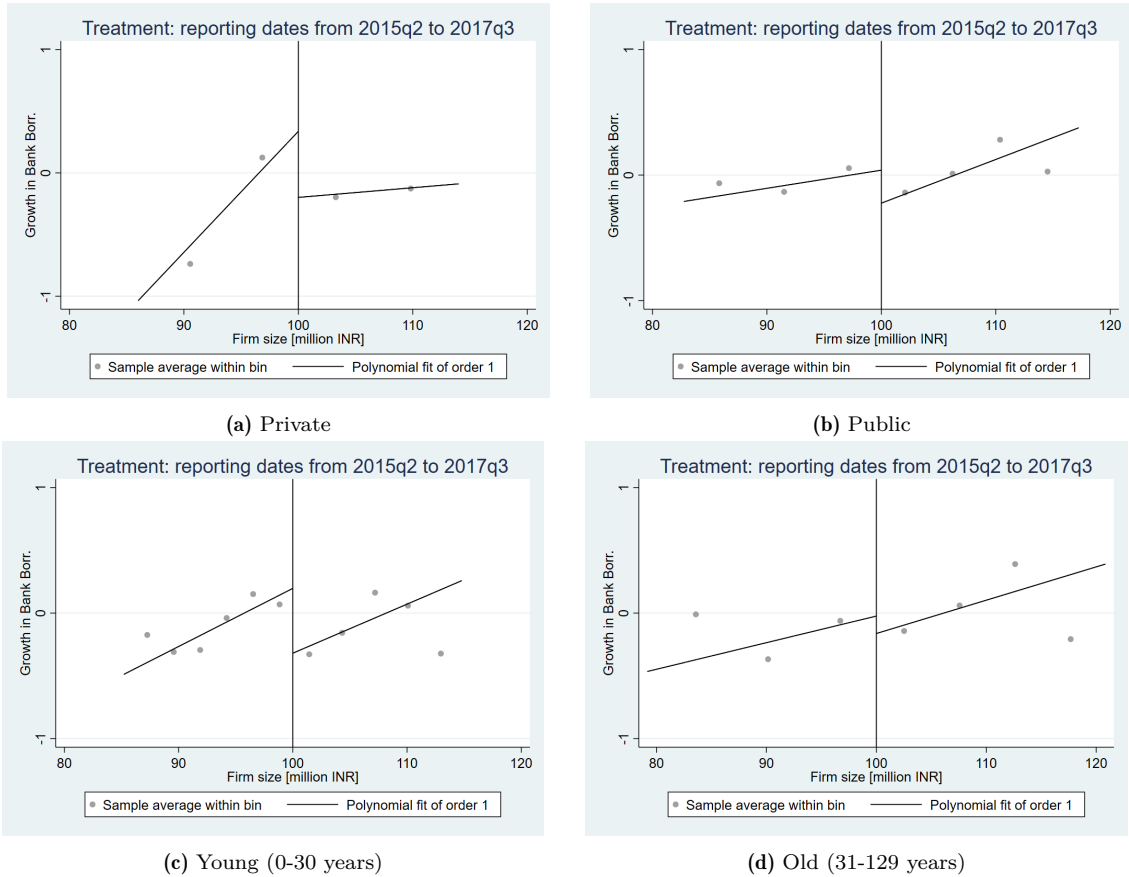 Treatment: reporting dates from 2015q2 to 2017q3
Growth in Bank Borr.
1
0
-1
80 90 100 110 120
Firm size [million INR]
Sample average within bin Polynomial fit of order 1
(a) Private
Treatment: reporting dates from 2015q2 to 2017q3
Growth in Bank Borr.
1
0
-1
80 90 100 110 120
Firm size [million INR]
Sample average within bin Polynomial fit of order 1
(b) Public
Treatment: reporting dates from 2015q2 to 2017q3
Growth in Bank Borr.
1
0
-1
80 90 100 110 120
Firm size [million INR]
Sample average within bin Polynomial fit of order 1
(c) Young (0-30 years)
Treatment: reporting dates from 2015q2 to 2017q3
Growth in Bank Borr.
1
0
-1
80 90 100 110 120
Firm size [million INR]
Sample average within bin Polynomial fit of order 1
(d) Old (31-129 years)